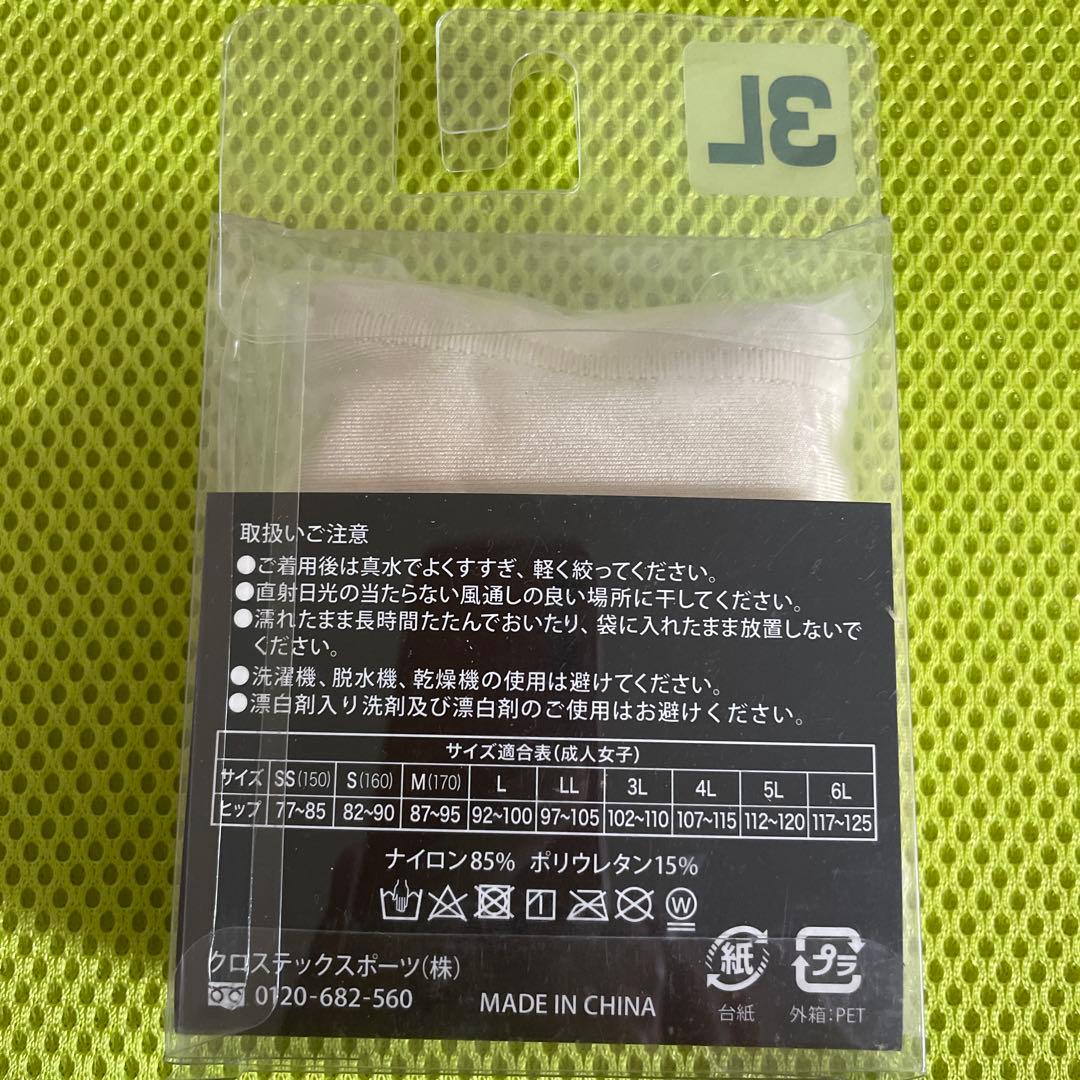 3L
取扱いご注意
●ご着用後は真水でよくすすぎ、軽く絞ってください。
●直射日光の当たらない風通しの良い場所に干してください。
●濡れたまま長時間たたんでおいたり、袋に入れたまま放置しないで
ください。
●洗濯機、脱水機、乾燥機の使用は避けてください。
●漂白剤入り洗剤及び漂白剤のご使用はお避けください。
サイズ適合表(成人女子)
サイズ SS(150) S(160) M(170) L LL 3L 4L 5L 6L
ヒップ 77~85 82~90 87~95 92~100 97~105 102~110 107~115 112~120 117~125
ナイロン85% ポリウレタン15%
W
クロステックスポーツ(株)
0120-682-560
MADE IN CHINA
紙
台紙
プラ
外箱:PET